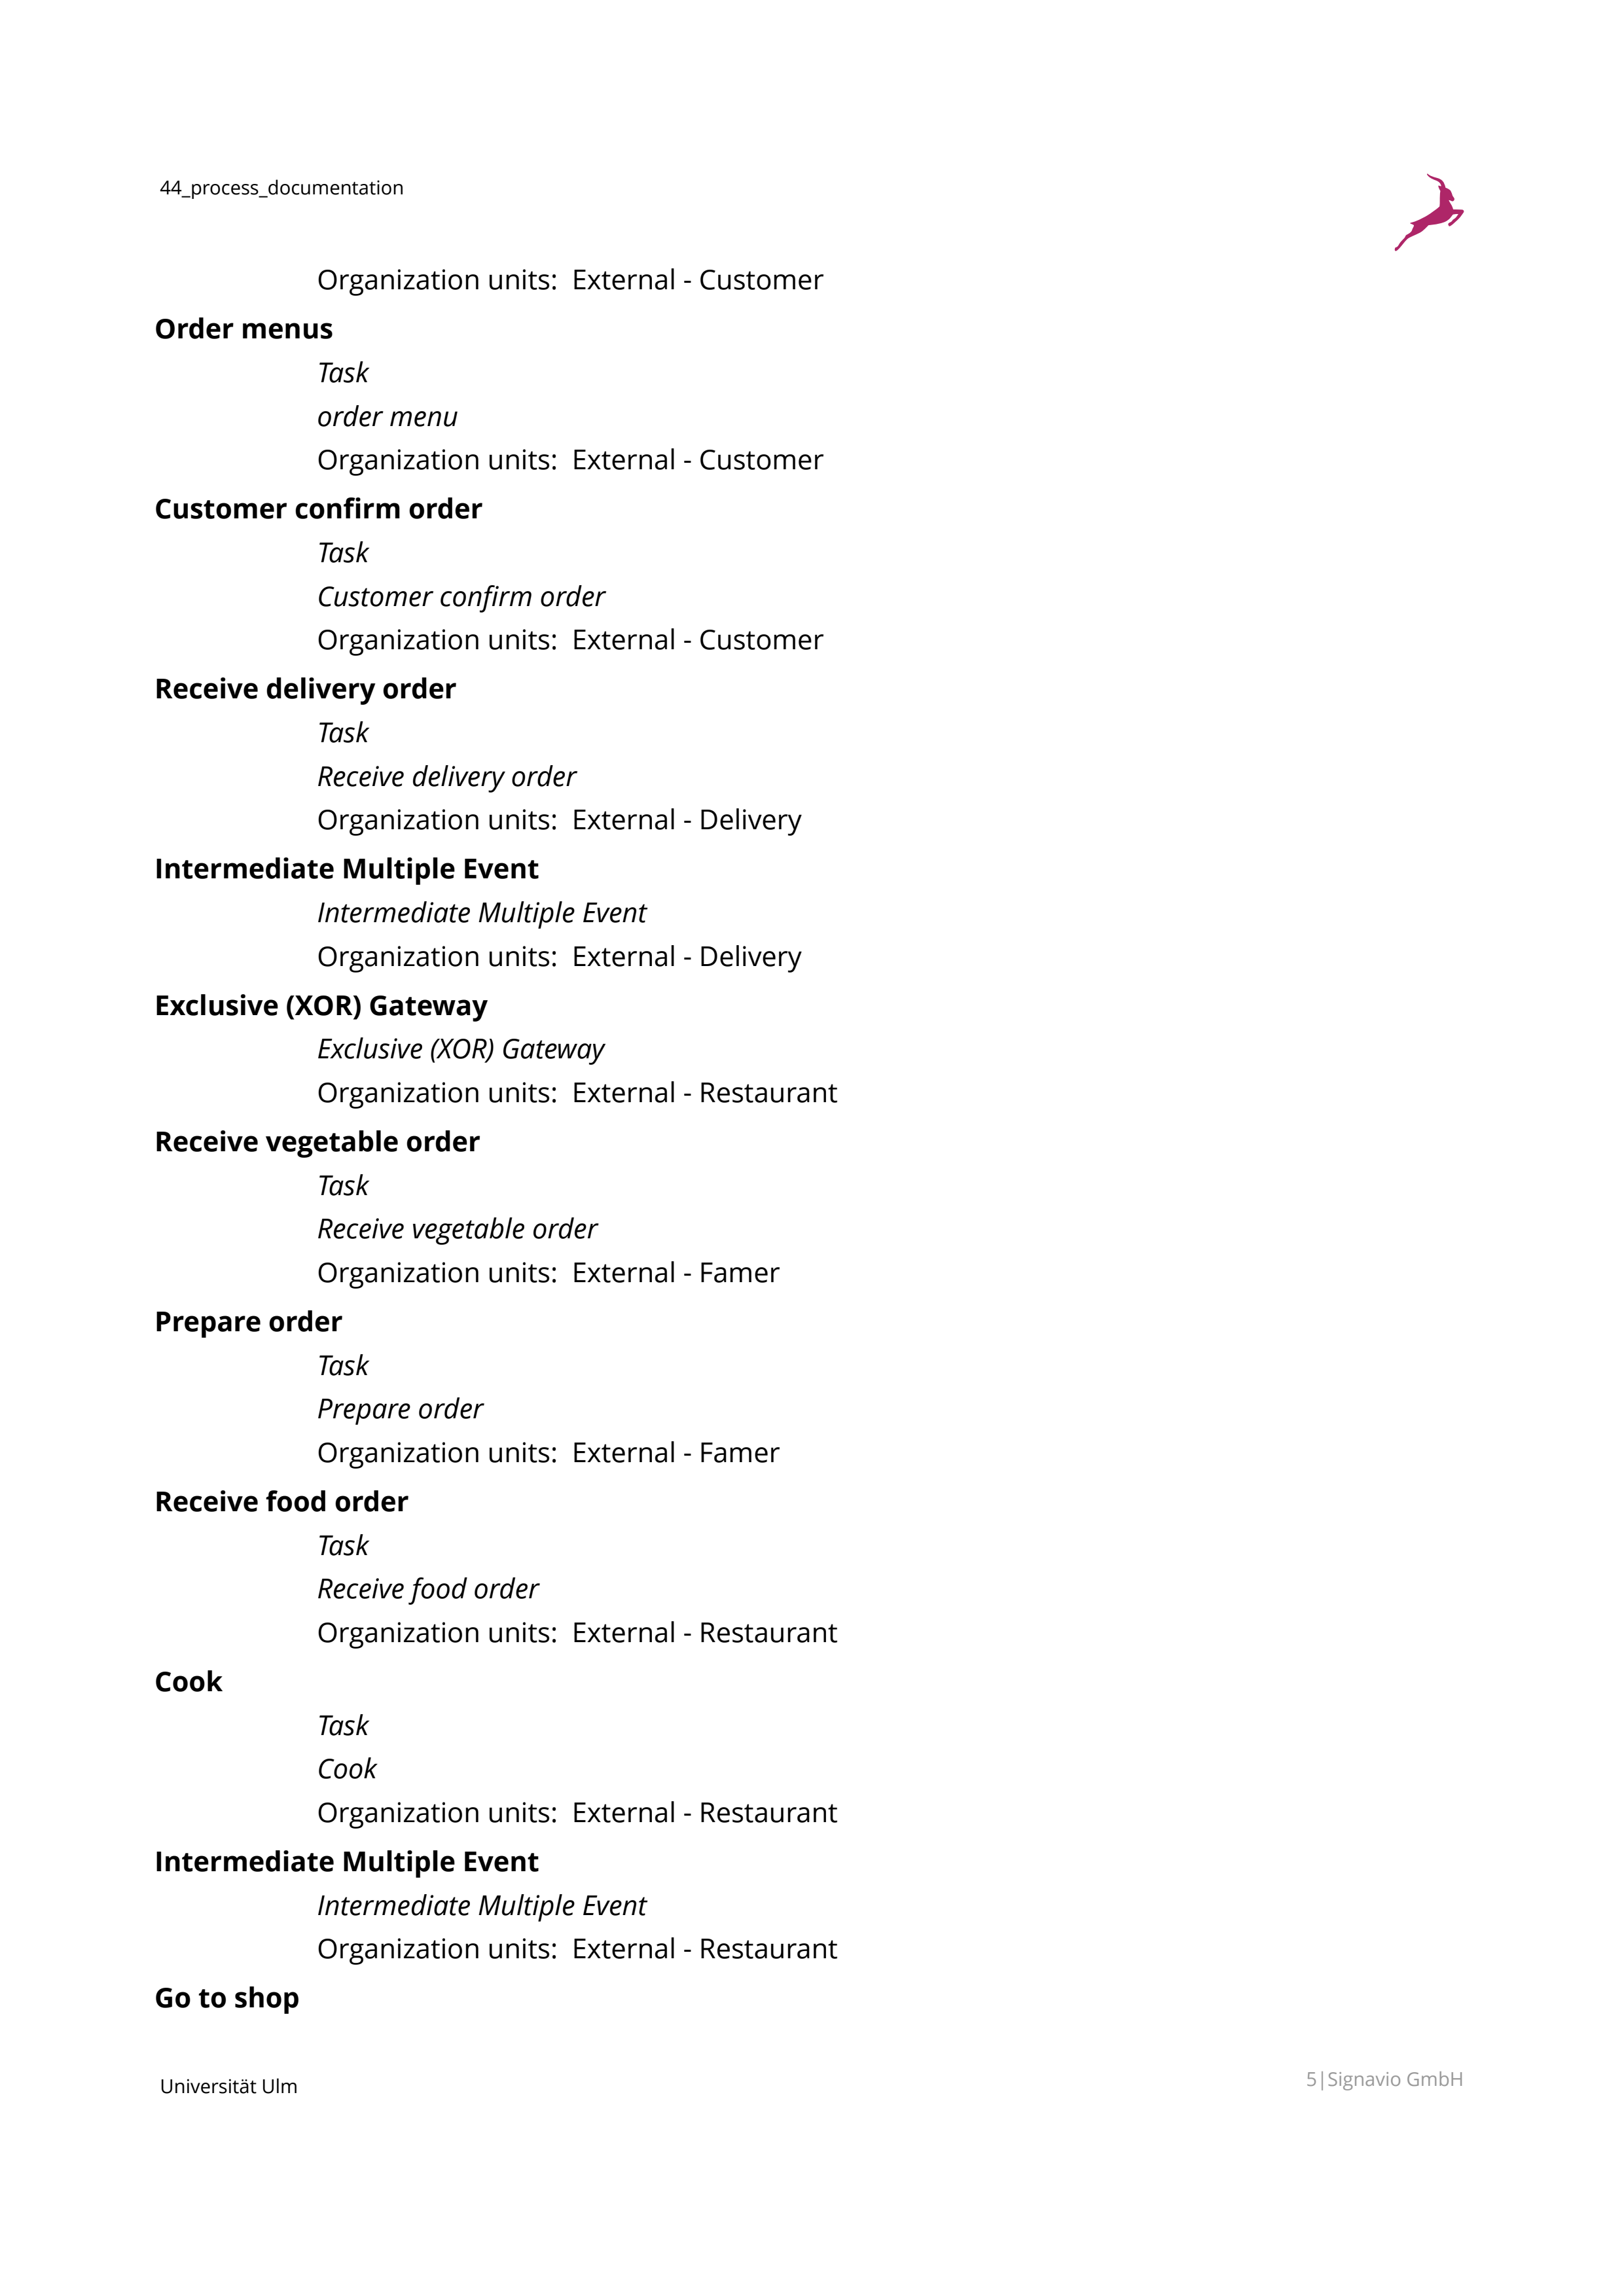 44_process_documentation
Organization units:  External - Customer
Order menus
Task
order menu
Organization units:  External - Customer
Customer confirm order
Task
Customer confirm order
Organization units:  External - Customer
Receive delivery order
Task
Receive delivery order
Organization units:  External - Delivery
Intermediate Multiple Event
Intermediate Multiple Event
Organization units:  External - Delivery
Exclusive (XOR) Gateway
Exclusive (XOR) Gateway
Organization units:  External - Restaurant
Receive vegetable order
Task
Receive vegetable order
Organization units:  External - Famer
Prepare order
Task
Prepare order
Organization units:  External - Famer
Receive food order
Task
Receive food order
Organization units:  External - Restaurant
Cook
Task
Cook
Organization units:  External - Restaurant
Intermediate Multiple Event
Intermediate Multiple Event
Organization units:  External - Restaurant
Go to shop
Universität Ulm
5|Signavio GmbH